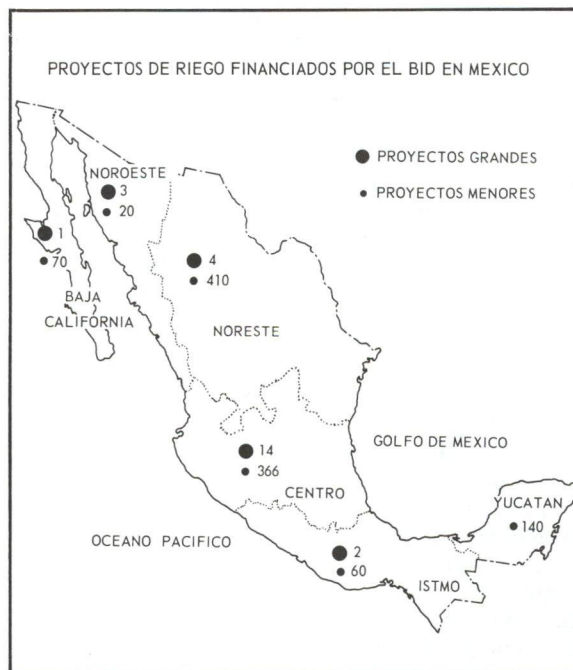 PROYECTOS DE RIEGO FINANCIADOS POR EL BID EN MEXICO
PROYECTOS GRANDES
PROYECTOS MENORES
NOROESTE
3
20
1
70
BAJA
CALIFORNIA
4
410
NORESTE
14
366
CENTRO
GOLFO DE MEXICO
YUCATAN
140
OCEANO PACIFICO
2
60
ISTMO